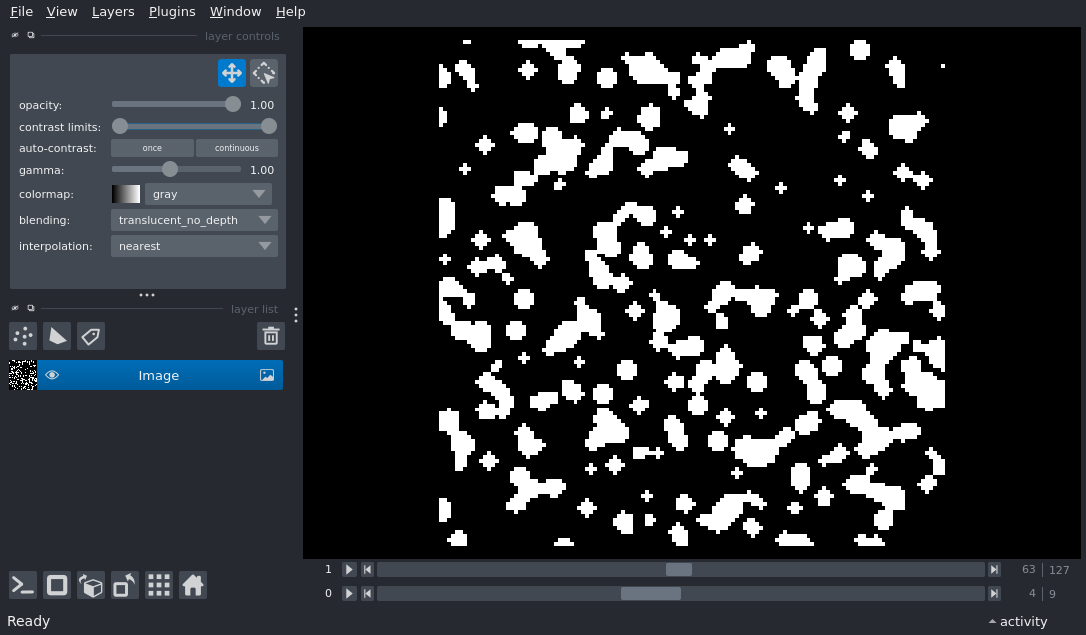 File View Layers Plugins Window Help
layer controls
opacity: 1.00
contrast limits:
auto-contrast: once continuous
gamma: 1.00
colormap: gray
blending: translucent_no_depth
interpolation: nearest
layer list
Image
1 63 127
0 4 9
Ready activity